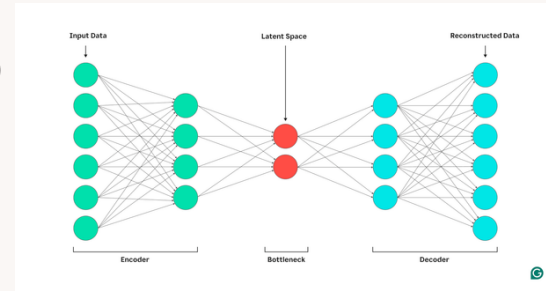 Input Data
Latent Space
Reconstructed Data
Encoder
Bottleneck
Decoder